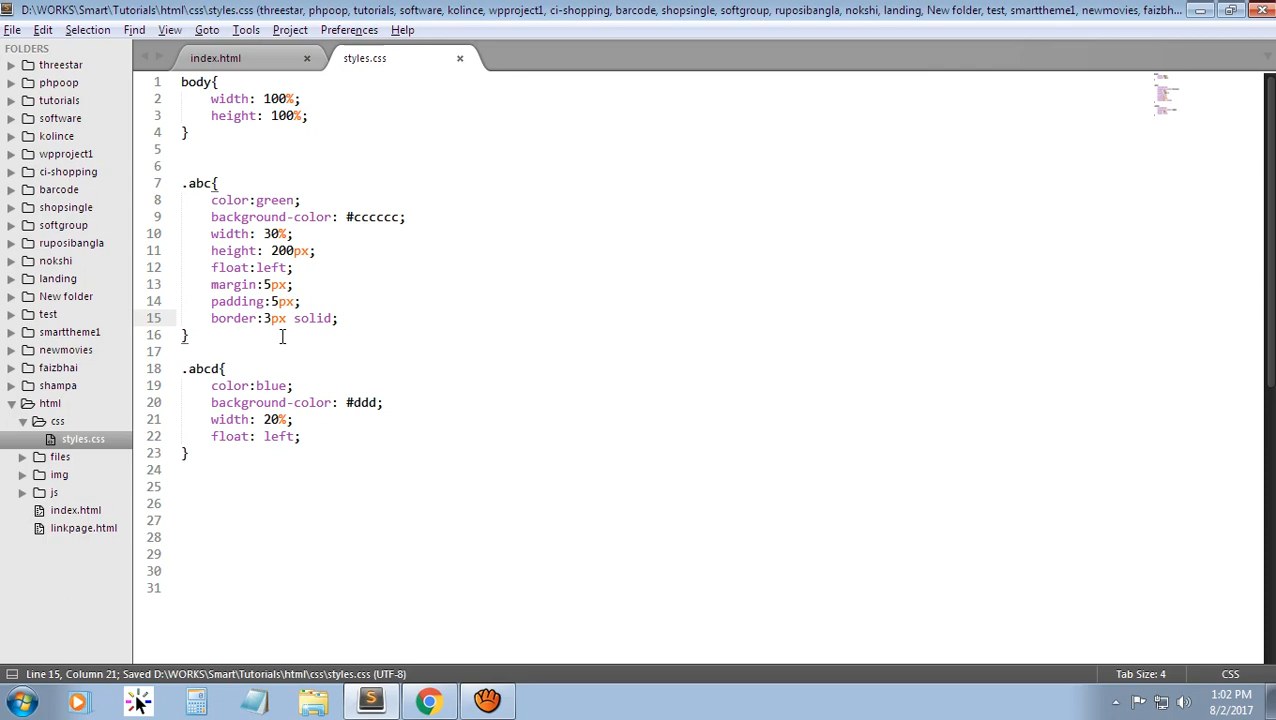 D:\WORKS\Smart\Tutorials\html\css\styles.css (threestar, phpoop, tutorials, software, kolince, wpproject1, ci-shopping, barcode, shopsingle, softgroup, ruposibangla, nokshi, landing, New folder, test, smarttheme1, newmovies, faizbh...
File Edit Selection Find View Goto Tools Project Preferences Help
FOLDERS
threestar
phpoop
tutorials
software
kolince
wpproject1
ci-shopping
barcode
shopsingle
softgroup
ruposibangla
nokshi
landing
New folder
test
smarttheme1
newmovies
faizbhai
shampa
html
css
styles.css
files
img
js
index.html
linkpage.html
index.html × styles.css ×
1 body{
2 width: 100%;
3 height: 100%;
4 }
5
6
7 .abc{
8 color:green;
9 background-color: #cccccc;
10 width: 30%;
11 height: 200px;
12 float:left;
13 margin:5px;
14 padding:5px;
15 border:3px solid;
16 }
17
18 .abcd{
19 color:blue;
20 background-color: #ddd;
21 width: 20%;
22 float: left;
23 }
24
25
26
27
28
29
30
31
Line 15, Column 21; Saved D:\WORKS\Smart\Tutorials\html\css\styles.css (UTF-8) Tab Size: 4 CSS
1:02 PM
8/2/2017